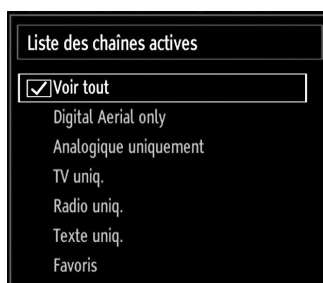 Liste des chaînes actives
Voir tout
Digital Aerial only
Analogique uniquement
TV uniq.
Radio uniq.
Texte uniq.
Favoris